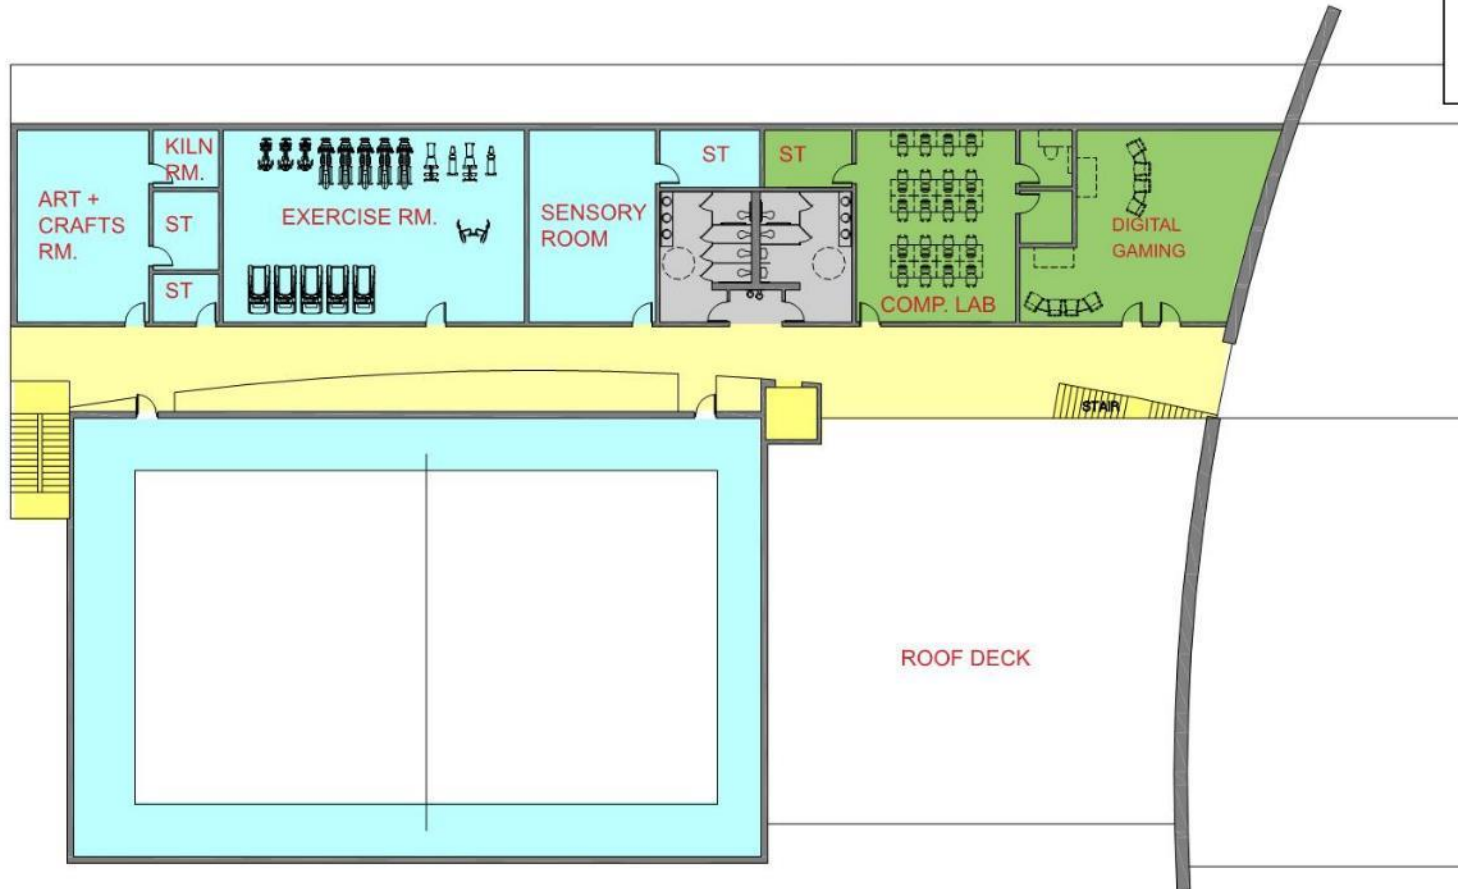 KILN
RM.
ART +
CRAFTS
RM.
ST
ST
EXERCISE RM.
SENSORY
ROOM
ST
ST
COMP. LAB
DIGITAL
GAMING
STAIR
ROOF DECK